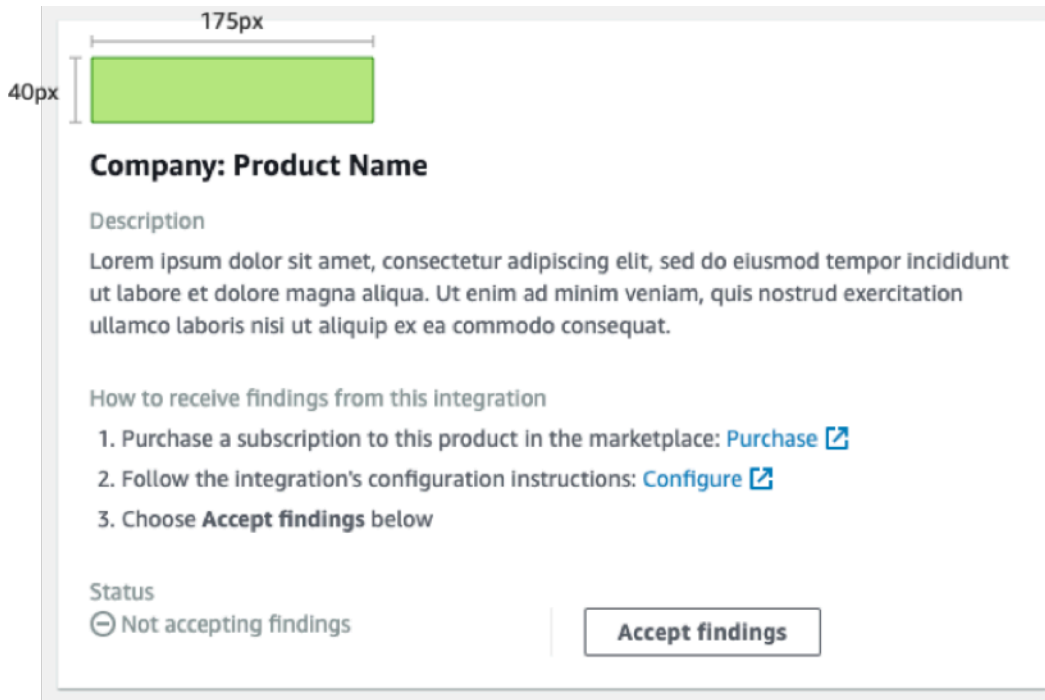 175px
40px
Company: Product Name
Description
Lorem ipsum dolor sit amet, consectetur adipiscing elit, sed do eiusmod tempor incididunt
ut labore et dolore magna aliqua. Ut enim ad minim veniam, quis nostrud exercitation
ullamco laboris nisi ut aliquip ex ea commodo consequat.
How to receive findings from this integration
1. Purchase a subscription to this product in the marketplace: Purchase
2. Follow the integration's configuration instructions: Configure
3. Choose Accept findings below
Status
Not accepting findings
Accept findings